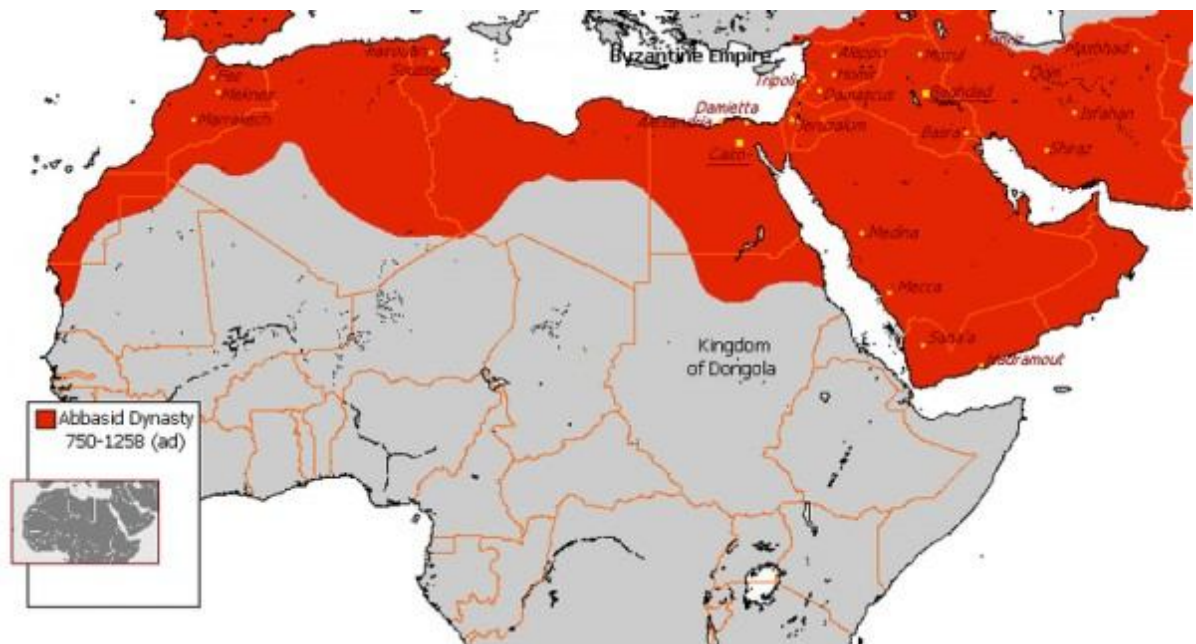 Byzantine Empire
Kairouan
Sousse
Fez
Meknes
Marrakech
Tripoli
Aleppo
Homs
Damascus
Mosul
Tabriz
Mashhad
Qom
Baghdad
Isfahan
Basra
Shiraz
Damietta
Alexandria
Jerusalem
Cairo
Medina
Mecca
Sana'a
Hadramout
Kingdom
of Dongola
Abbasid Dynasty
750-1258 (ad)